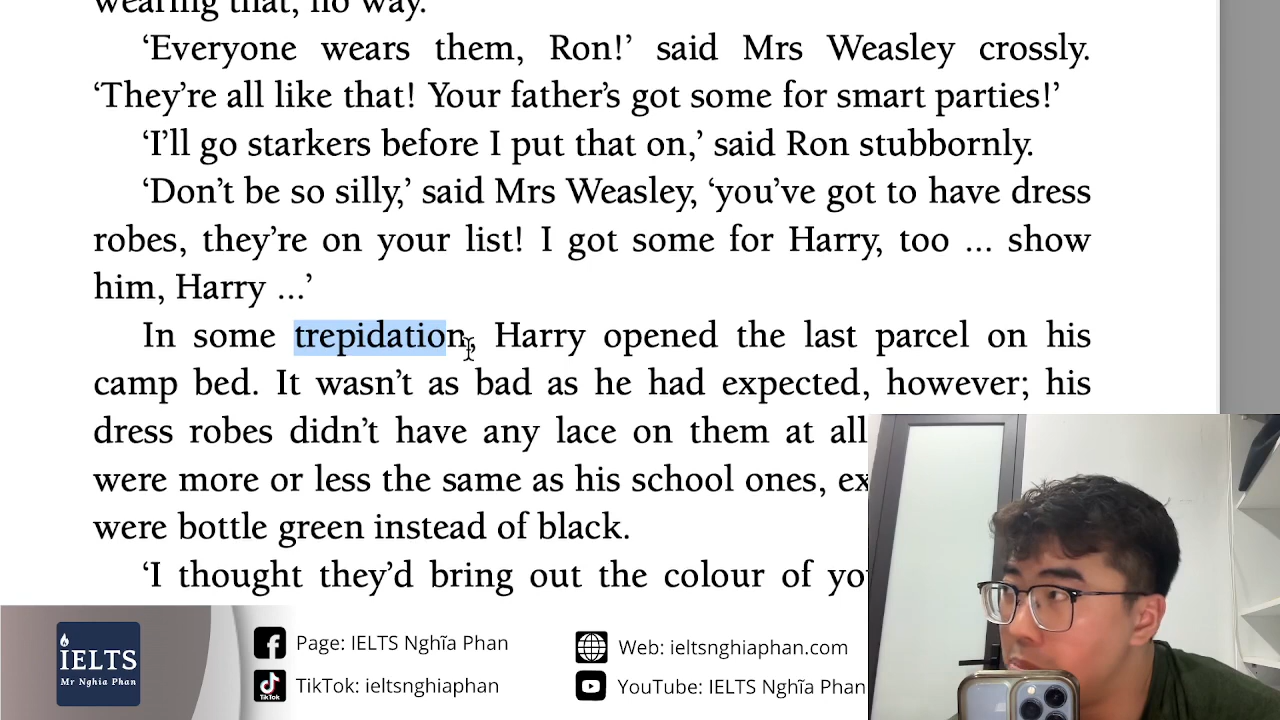 wearing that, no way.’
‘Everyone wears them, Ron!’ said Mrs Weasley crossly.
‘They’re all like that! Your father’s got some for smart parties!’
‘I’ll go starkers before I put that on,’ said Ron stubbornly.
‘Don’t be so silly,’ said Mrs Weasley, ‘you’ve got to have dress
robes, they’re on your list! I got some for Harry, too ... show
him, Harry ...’
In some trepidation, Harry opened the last parcel on his
camp bed. It wasn’t as bad as he had expected, however; his
dress robes didn’t have any lace on them at all
were more or less the same as his school ones, ex
were bottle green instead of black.
‘I thought they’d bring out the colour of yo
IELTS
Mr Nghia Phan
Page: IELTS Nghĩa Phan
TikTok: ieltsnghiaphan
TikTok
Web: ieltsnghiaphan.com
YouTube: IELTS Nghĩa Phan